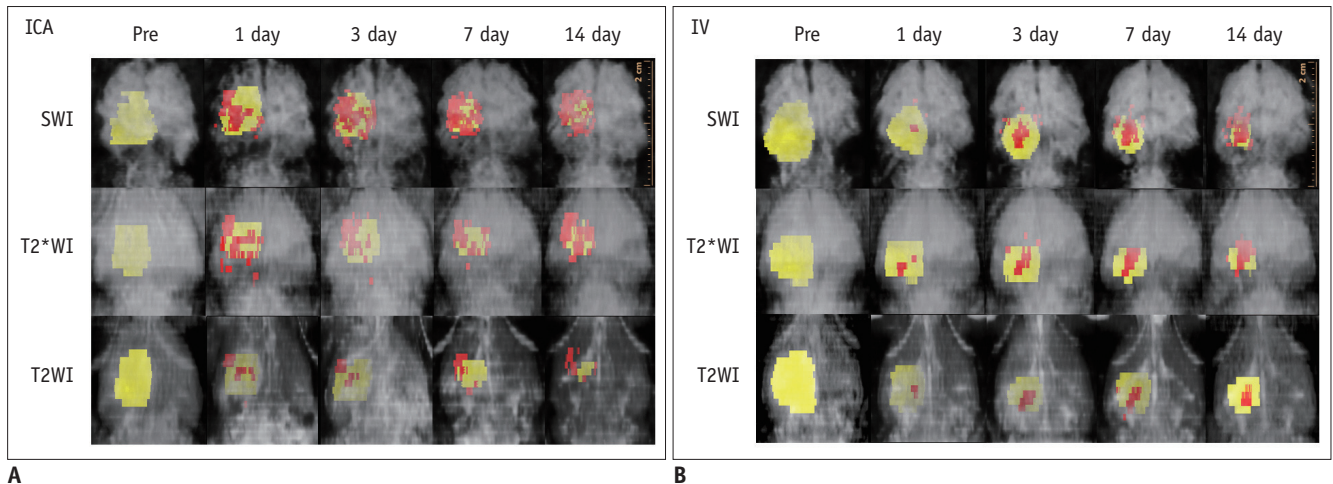 ICA
Pre 1 day 3 day 7 day 14 day
SWI
2 cm
T2*WI
T2WI
A
IV
Pre 1 day 3 day 7 day 14 day
SWI
2 cm
T2*WI
T2WI
B